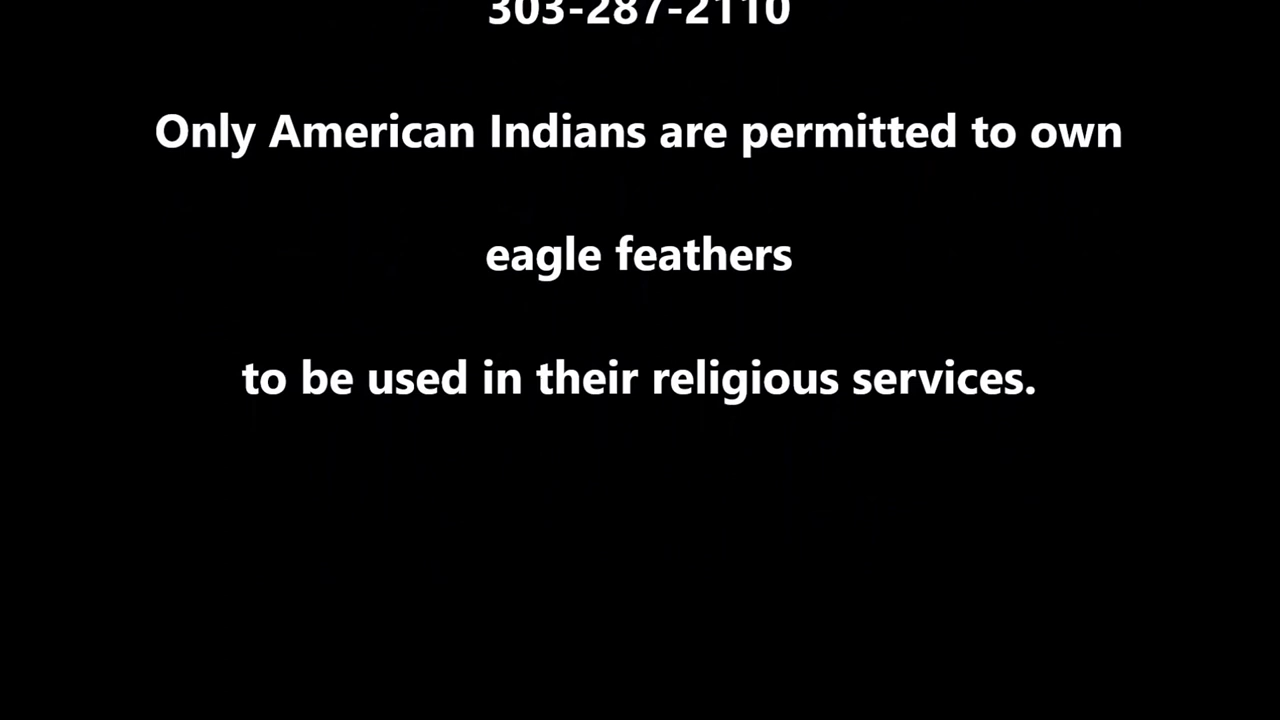 303-287-2110
Only American Indians are permitted to own
eagle feathers
to be used in their religious services.